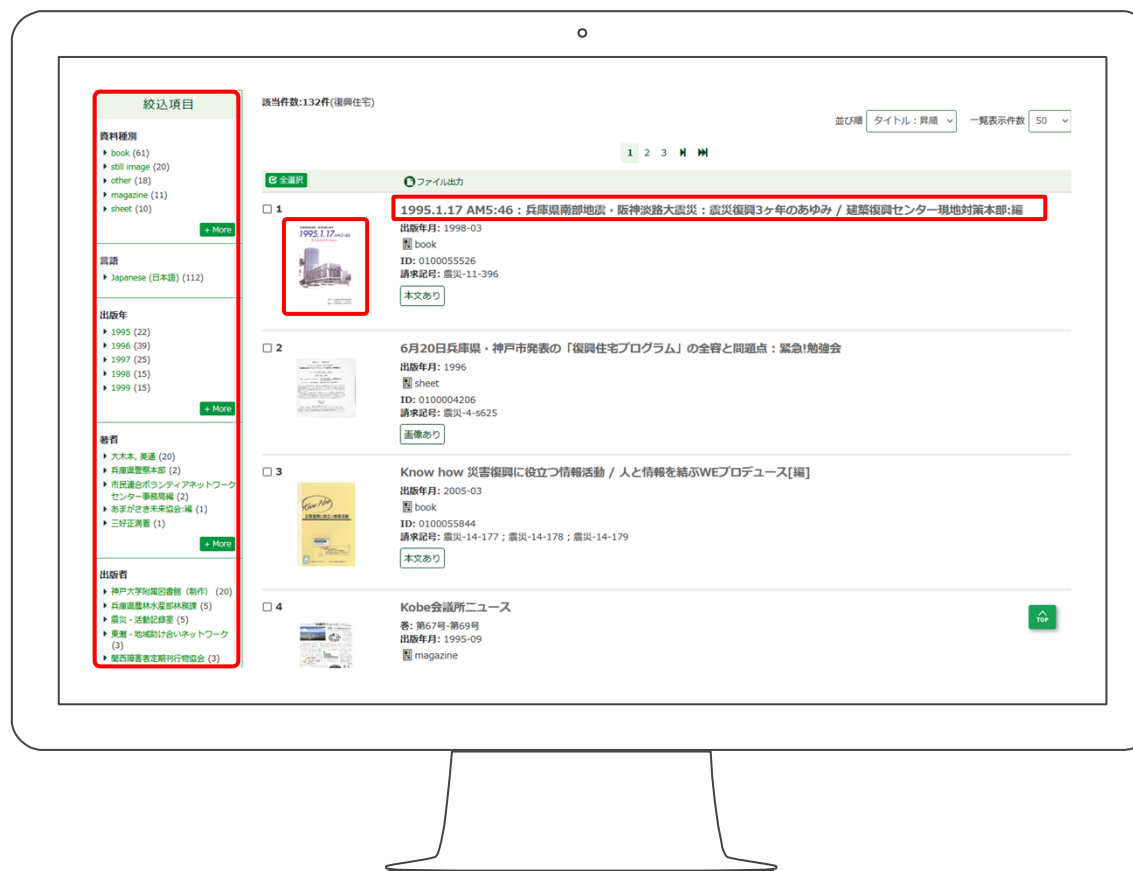 絞込項目
資料種別
book (61)
still image (20)
other (18)
magazine (11)
sheet (10)
+ More
言語
Japanese (日本語) (112)
出版年
1995 (22)
1996 (39)
1997 (25)
1998 (15)
1999 (15)
+ More
著者
大木本, 美通 (20)
兵庫県警察本部 (2)
市民連合ボランティアネットワーク
センター事務局編 (2)
あまがさき未来協会:編 (1)
三好正満著 (1)
+ More
出版者
神戸大学附属図書館（制作） (20)
兵庫県農林水産部林務課 (5)
震災・活動記録室 (5)
東灘・地域助け合いネットワーク
(3)
関西障害者定期刊行物協会 (3)
該当件数:132件(復興住宅)
並び順 タイトル：昇順 一覧表示件数 50
1 2 3
全選択 ファイル出力
1 1995.1.17 AM5:46：兵庫県南部地震・阪神淡路大震災：震災復興3ヶ年のあゆみ / 建築復興センター現地対策本部:編
1995.1.17 AM5:46
出版年月: 1998-03
book
ID: 0100055526
請求記号: 震災-11-396
本文あり
2 6月20日兵庫県・神戸市発表の「復興住宅プログラム」の全容と問題点：緊急!勉強会
出版年月: 1996
sheet
ID: 0100004206
請求記号: 震災-4-s625
画像あり
3 Know how 災害復興に役立つ情報活動 / 人と情報を結ぶWEプロデュース[編]
Know How
出版年月: 2005-03
book
ID: 0100055844
請求記号: 震災-14-177 ; 震災-14-178 ; 震災-14-179
本文あり
4 Kobe会議所ニュース
巻: 第67号-第69号
出版年月: 1995-09
magazine
TOP